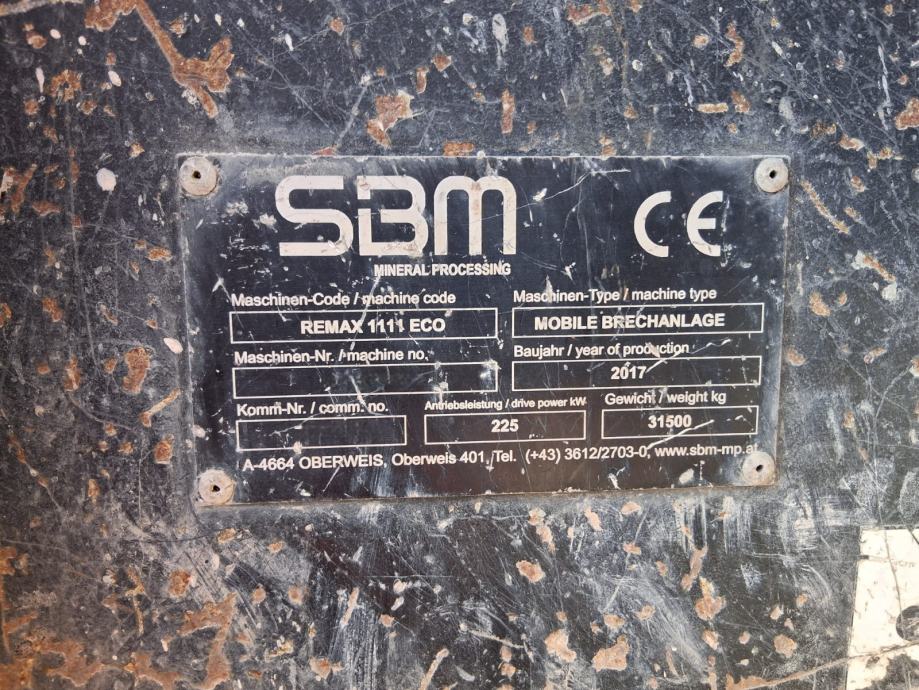 SBM
CE
MINERAL PROCESSING
Maschinen-Code / machine code
REMAX 1111 ECO
Maschinen-Type / machine type
MOBILE BRECHANLAGE
Maschinen-Nr. / machine no.
Baujahr / year of production
2017
Komm-Nr. / comm. no.
Antriebsleistung / drive power kW
225
Gewicht / weight kg
31500
A-4664 OBERWEIS, Oberweis 401, Tel. (+43) 3612/2703-0, www.sbm-mp.at